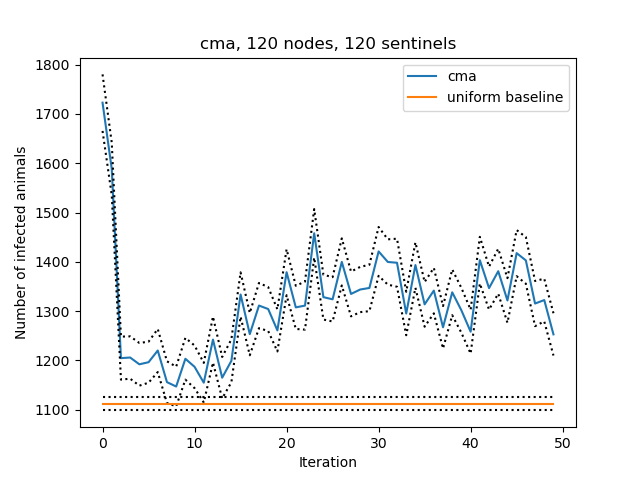 cma, 120 nodes, 120 sentinels
cma
uniform baseline
Number of infected animals
1800
1700
1600
1500
1400
1300
1200
1100
0
10
20
30
40
50
Iteration